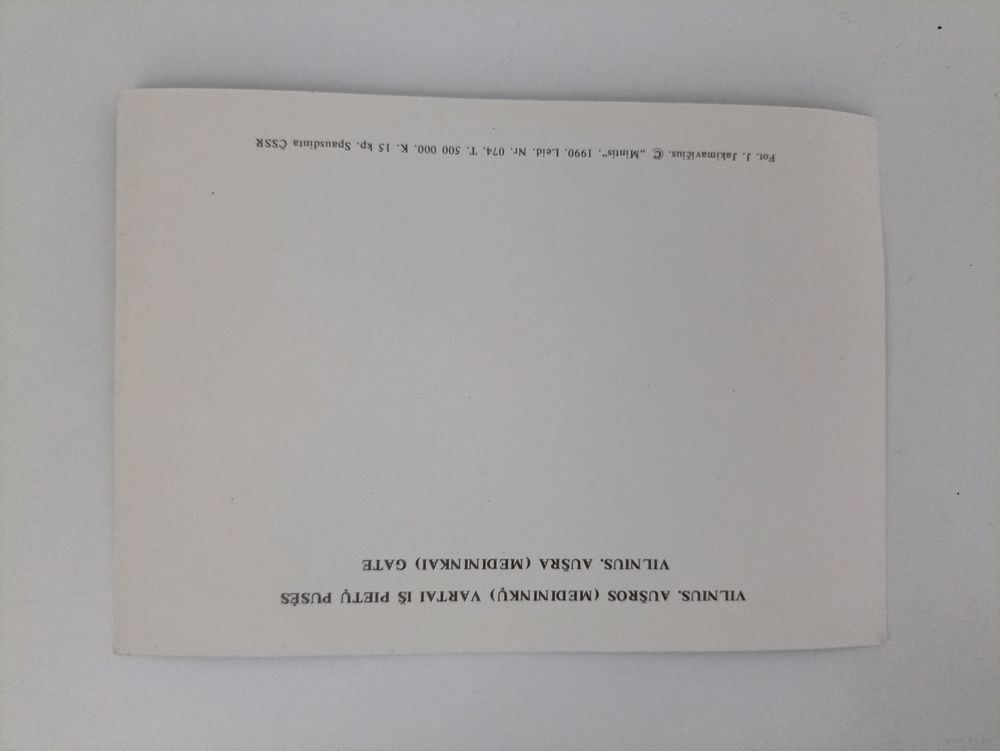 VILNIUS. AUŠROS (MEDININKŲ) VARTAI IŠ PIETŲ PUSĖS
VILNIUS. AUŠRA (MEDININKAI) GATE
Fot. J. Jakimavičius. © „Mintis“. 1990. Leid. Nr. 074. T. 500 000. K. 15 kp. Spausdinta ČSSR